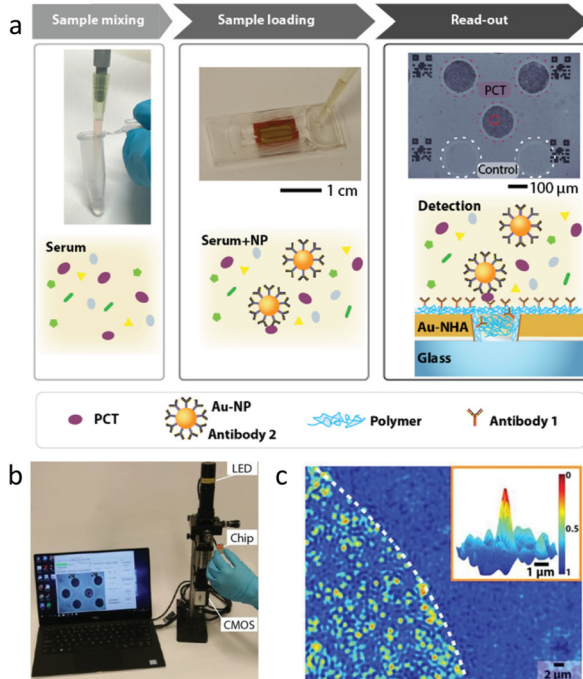 a
Sample mixing
Sample loading
Read-out
1 cm
PCT
Control
100 µm
Serum
Serum+NP
Detection
Au-NHA
Glass
PCT
Au-NP
Antibody 2
Polymer
Antibody 1
b
LED
Chip
CMOS
c
0
0.5
1
1 µm
2 µm